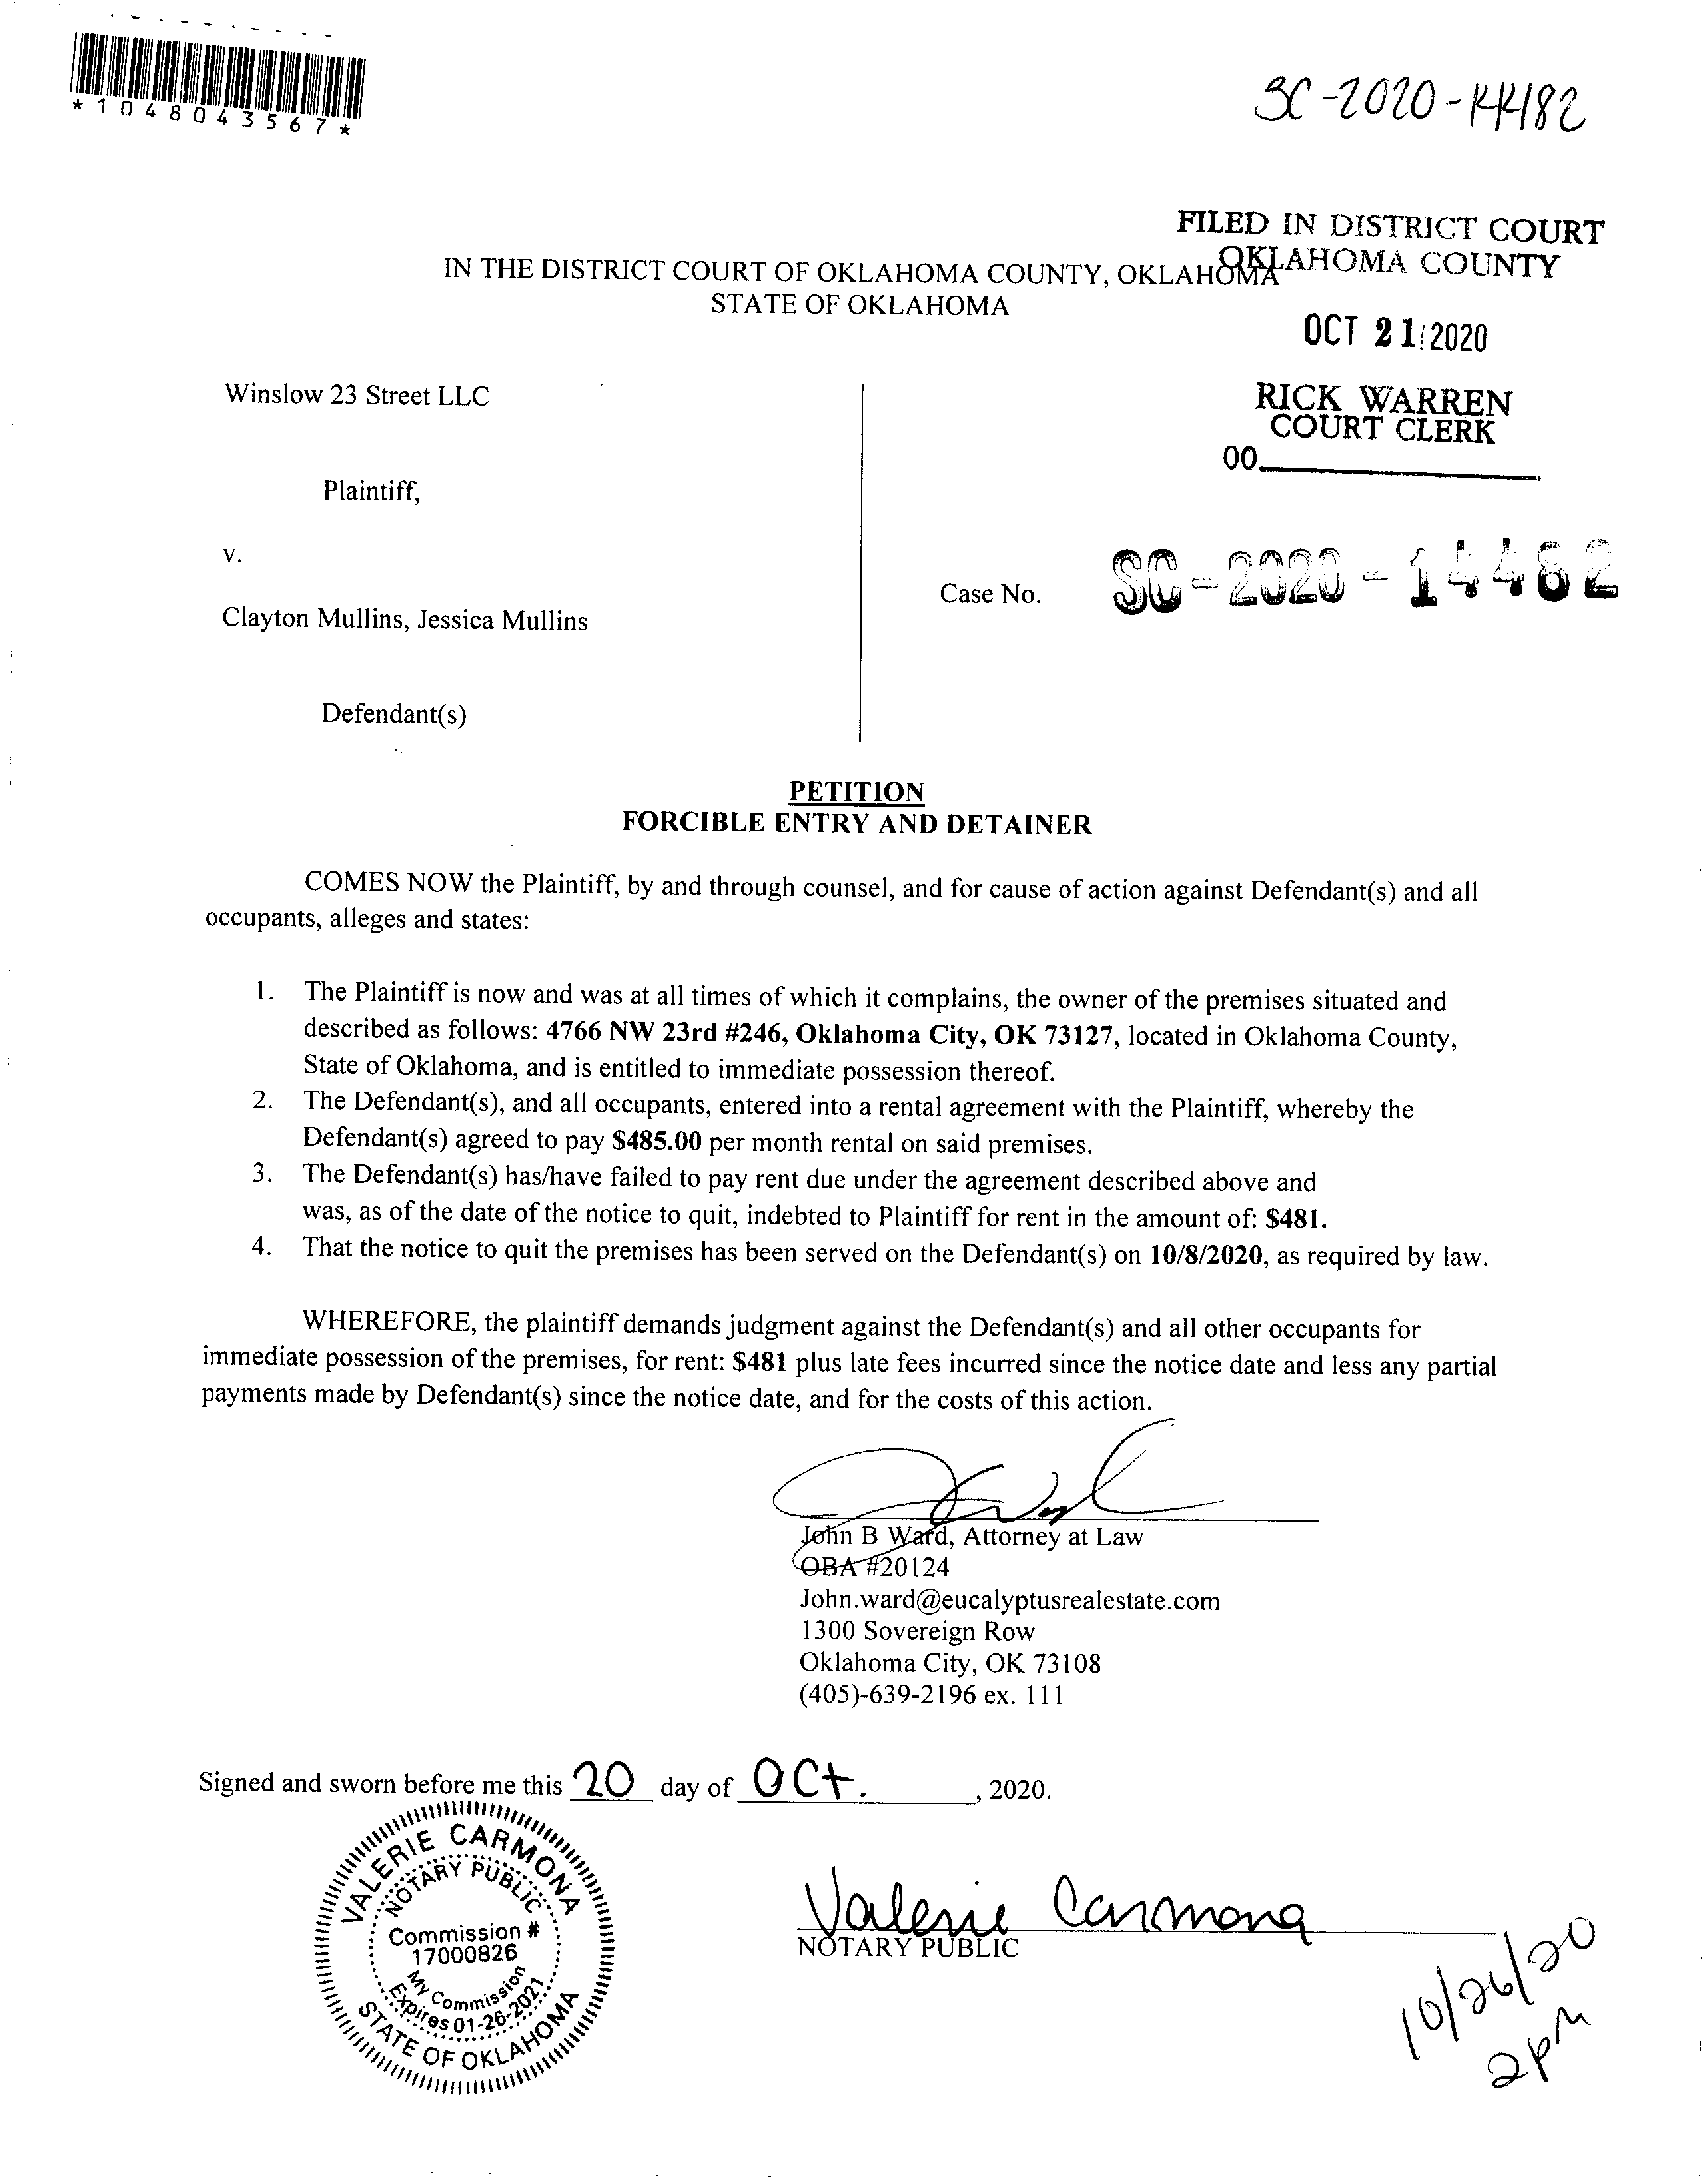 *1048043567*
SC-2020-14482
FILED IN DISTRICT COURT
OKLAHOMA COUNTY
IN THE DISTRICT COURT OF OKLAHOMA COUNTY, OKLAHOMA
STATE OF OKLAHOMA
OCT 21 2020
RICK WARREN
COURT CLERK
00
Winslow 23 Street LLC
Plaintiff,
v.
Case No. SC-2020-14482
Clayton Mullins, Jessica Mullins
Defendant(s)
PETITION
FORCIBLE ENTRY AND DETAINER
COMES NOW the Plaintiff, by and through counsel, and for cause of action against Defendant(s) and all
occupants, alleges and states:
1. The Plaintiff is now and was at all times of which it complains, the owner of the premises situated and
described as follows: 4766 NW 23rd #246, Oklahoma City, OK 73127, located in Oklahoma County,
State of Oklahoma, and is entitled to immediate possession thereof.
2. The Defendant(s), and all occupants, entered into a rental agreement with the Plaintiff, whereby the
Defendant(s) agreed to pay $485.00 per month rental on said premises.
3. The Defendant(s) has/have failed to pay rent due under the agreement described above and
was, as of the date of the notice to quit, indebted to Plaintiff for rent in the amount of: $481.
4. That the notice to quit the premises has been served on the Defendant(s) on 10/8/2020, as required by law.
WHEREFORE, the plaintiff demands judgment against the Defendant(s) and all other occupants for
immediate possession of the premises, for rent: $481 plus late fees incurred since the notice date and less any partial
payments made by Defendant(s) since the notice date, and for the costs of this action.
John B Ward, Attorney at Law
OBA #20124
John.ward@eucalyptusrealestate.com
1300 Sovereign Row
Oklahoma City, OK 73108
(405)-639-2196 ex. 111
Signed and sworn before me this 20 day of OCt. , 2020.
VALERIE CARMONA
NOTARY PUBLIC
Commission #
17000826
My Commission
Expires 01-26-2021
STATE OF OKLAHOMA
Valerie Carmona
NOTARY PUBLIC
10/26/20
2pm